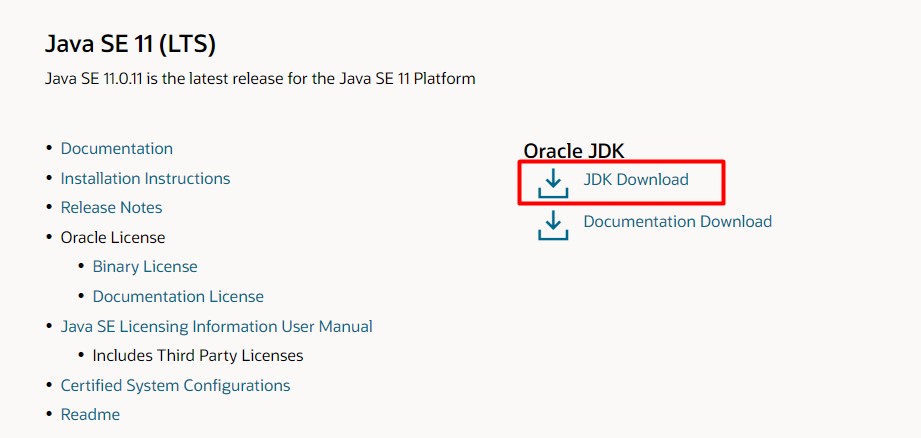 Java SE 11 (LTS)
Java SE 11.0.11 is the latest release for the Java SE 11 Platform
• Documentation
• Installation Instructions
• Release Notes
• Oracle License
• Binary License
• Documentation License
• Java SE Licensing Information User Manual
• Includes Third Party Licenses
• Certified System Configurations
• Readme
Oracle JDK
JDK Download
Documentation Download